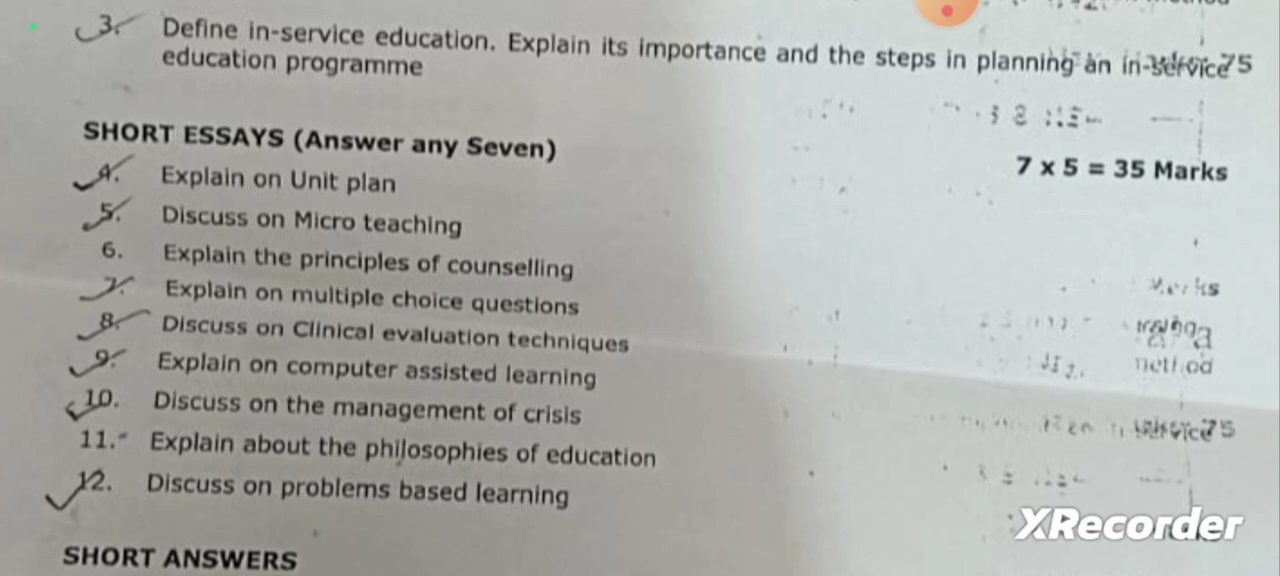 3. Define in-service education. Explain its importance and the steps in planning an in-service 75
education programme
SHORT ESSAYS (Answer any Seven)
7 x 5 = 35 Marks
4. Explain on Unit plan
5. Discuss on Micro teaching
6. Explain the principles of counselling
7. Explain on multiple choice questions
8. Discuss on Clinical evaluation techniques
9. Explain on computer assisted learning
10. Discuss on the management of crisis
11. Explain about the philosophies of education
12. Discuss on problems based learning
XRecorder
SHORT ANSWERS